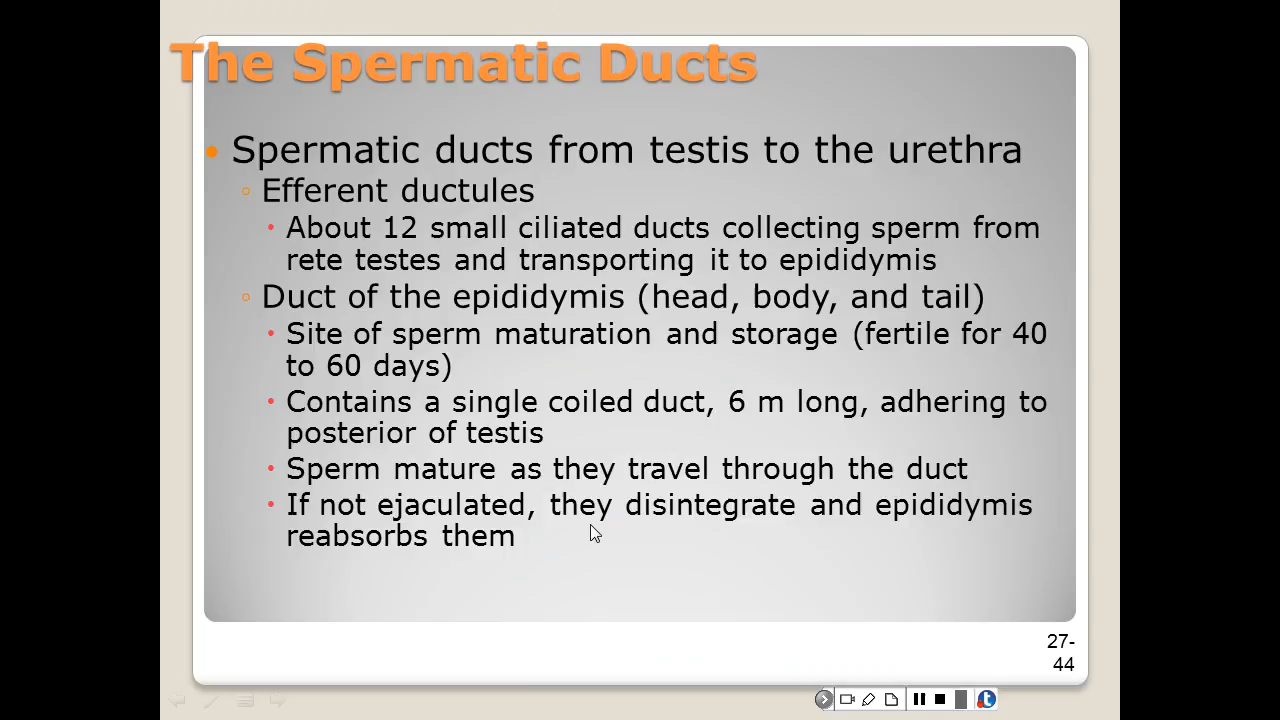 The Spermatic Ducts
Spermatic ducts from testis to the urethra
Efferent ductules
About 12 small ciliated ducts collecting sperm from
rete testes and transporting it to epididymis
Duct of the epididymis (head, body, and tail)
Site of sperm maturation and storage (fertile for 40
to 60 days)
Contains a single coiled duct, 6 m long, adhering to
posterior of testis
Sperm mature as they travel through the duct
If not ejaculated, they disintegrate and epididymis
reabsorbs them
27-
44